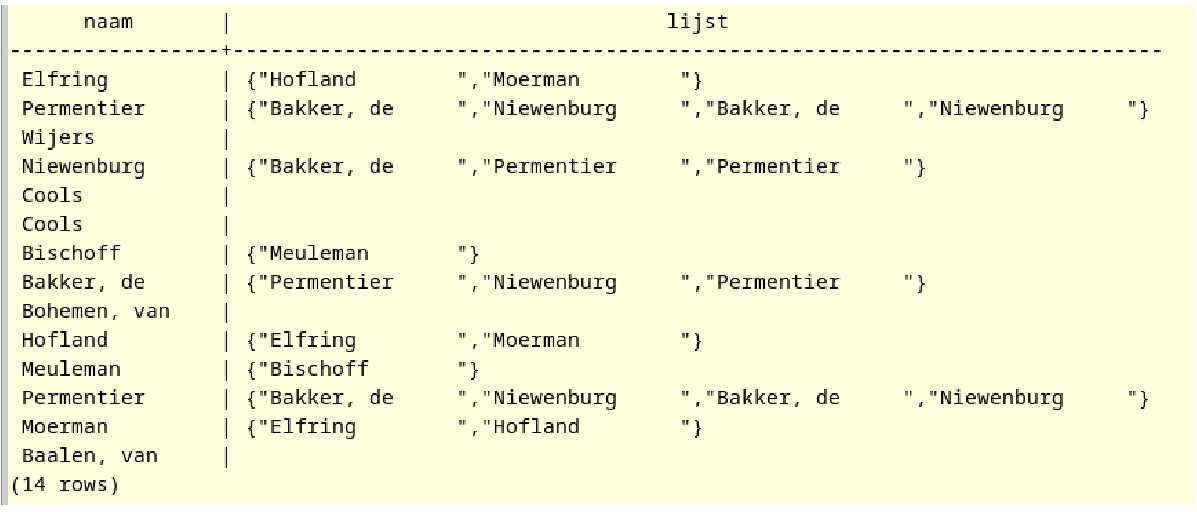 naam       |                                   lijst
-----------------+---------------------------------------------------------------------------
 Elfring         | {"Hofland        ","Moerman        "}
 Permentier      | {"Bakker, de     ","Niewenburg     ","Bakker, de     ","Niewenburg     "}
 Wijers          |
 Niewenburg      | {"Bakker, de     ","Permentier     ","Permentier     "}
 Cools           |
 Cools           |
 Bischoff        | {"Meuleman       "}
 Bakker, de      | {"Permentier     ","Niewenburg     ","Permentier     "}
 Bohemen, van    |
 Hofland         | {"Elfring        ","Moerman        "}
 Meuleman        | {"Bischoff       "}
 Permentier      | {"Bakker, de     ","Niewenburg     ","Bakker, de     ","Niewenburg     "}
 Moerman         | {"Elfring        ","Hofland        "}
 Baalen, van     |
(14 rows)